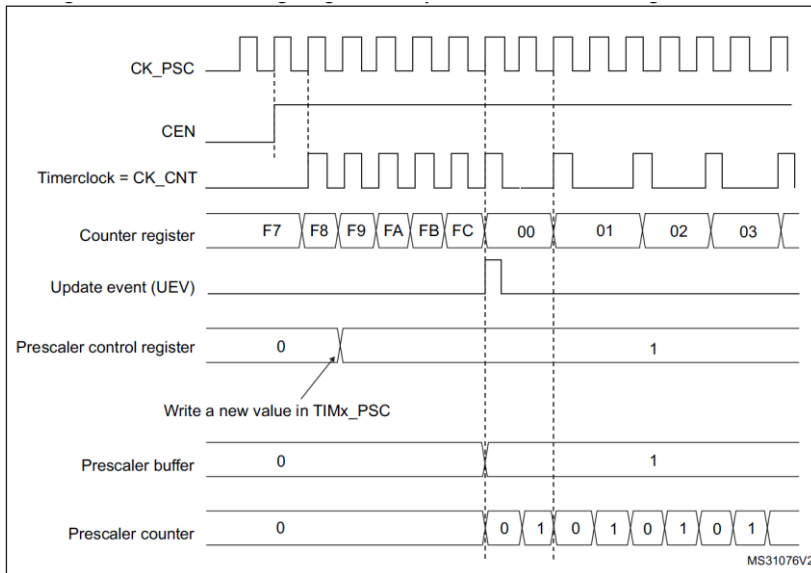 CK_PSC
CEN
Timerclock = CK_CNT
Counter register F7 F8 F9 FA FB FC 00 01 02 03
Update event (UEV)
Prescaler control register 0 1
Write a new value in TIMx_PSC
Prescaler buffer 0 1
Prescaler counter 0 0 1 0 1 0 1 0 1
MS31076V2